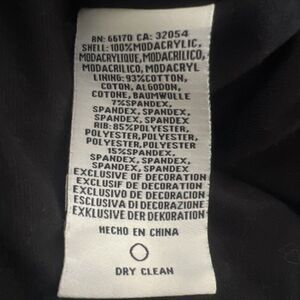 RN: 66170 CA: 32054
SHELL: 100%MODACRYLIC,
MODACRYLIQUE, MODACRILICO,
MODACRILICO, MODACRYL
LINING: 93%COTTON,
COTON, ALGODON,
COTONE, BAUMWOLLE
7%SPANDEX,
SPANDEX, SPANDEX,
SPANDEX, SPANDEX
RIB: 85%POLYESTER,
POLYESTER, POLYESTER,
POLYESTER, POLYESTER
15%SPANDEX,
SPANDEX, SPANDEX,
SPANDEX, SPANDEX
EXCLUSIVE OF DECORATION
EXCLUSIF DE DECORATION
EXCLUSIVO DE DECORACION
ESCLUSIVA DI DECORAZIONE
EXKLUSIVE DER DEKORATION
HECHO EN CHINA
DRY CLEAN